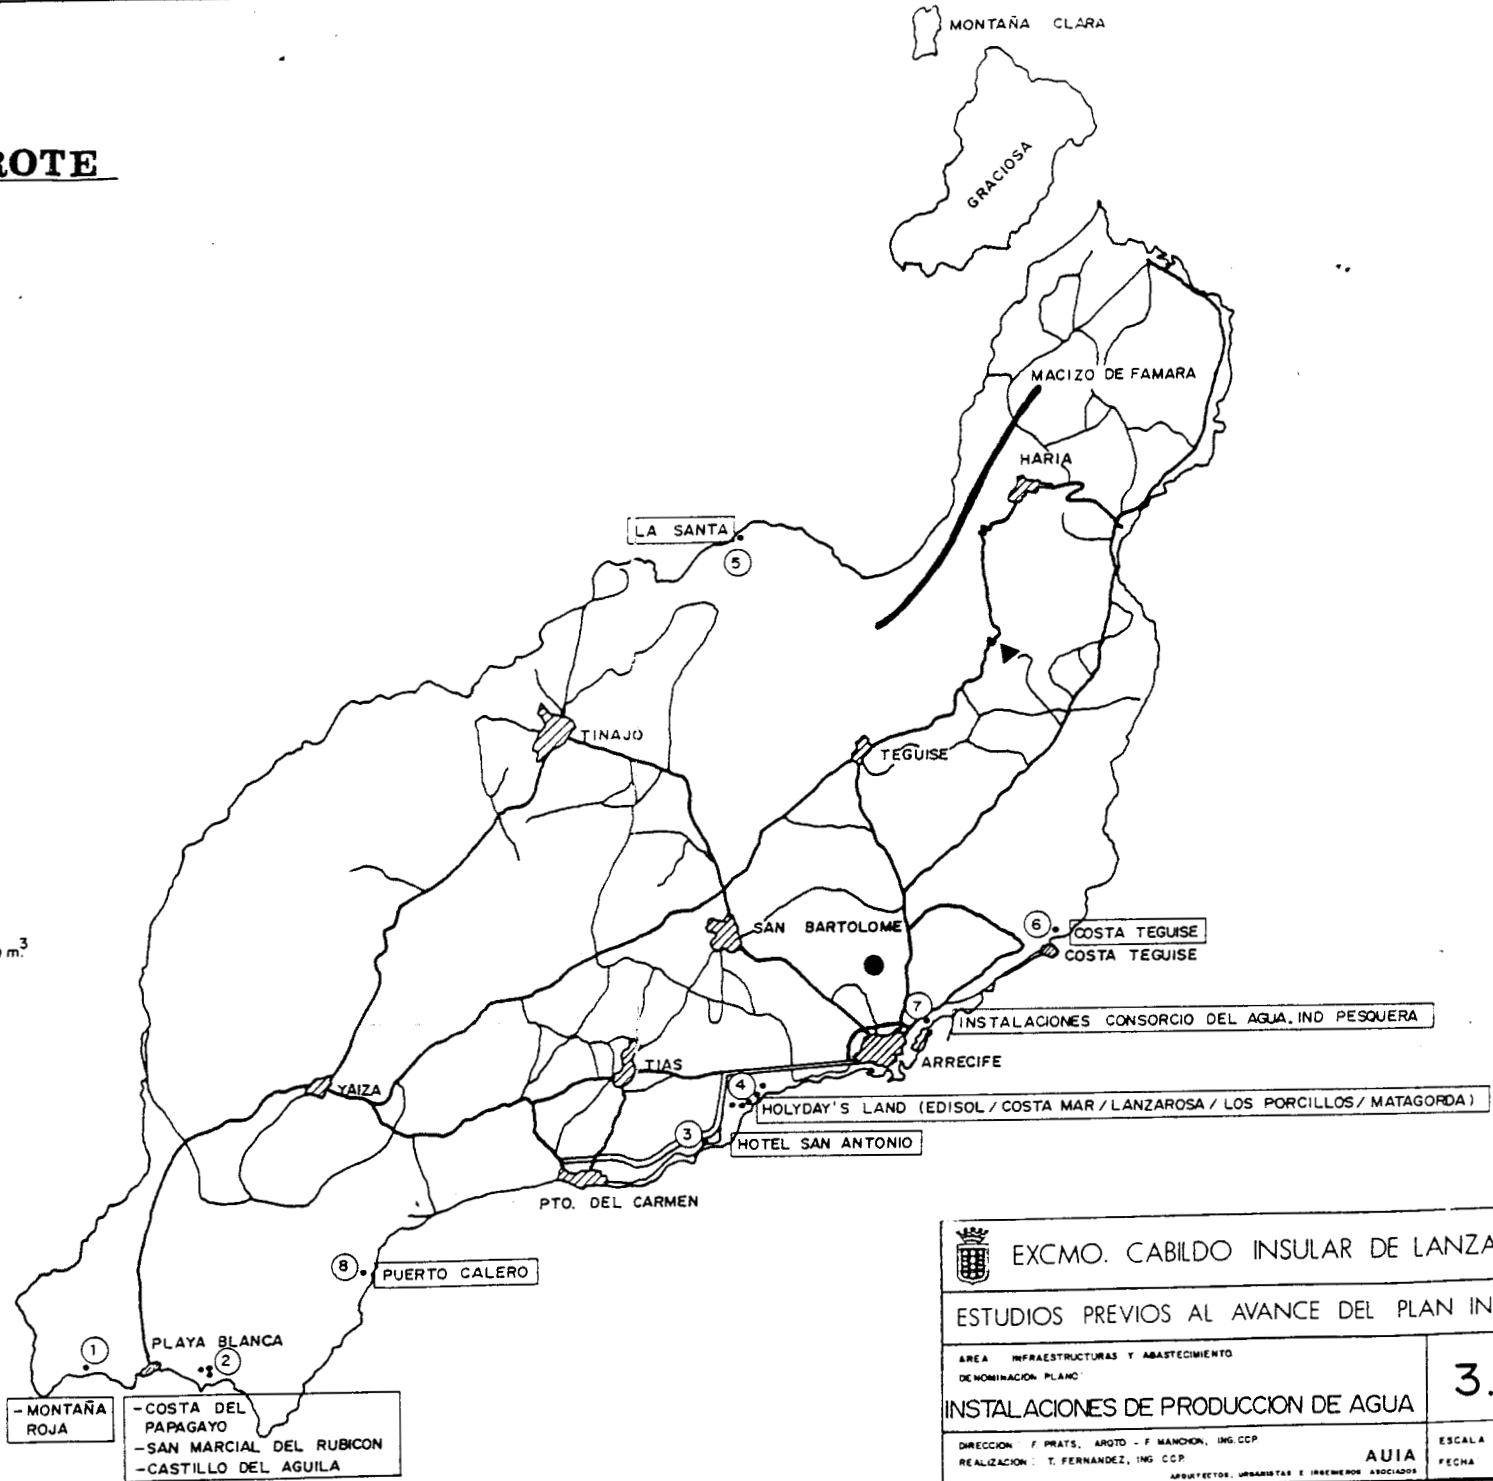 MONTAÑA CLARA
ROTE
GRACIOSA
MACIZO DE FAMARA
HARIA
LA SANTA
5
TINAJO
TEGUISE
SAN BARTOLOME
6
COSTA TEGUISE
COSTA TEGUISE
m.³
7
INSTALACIONES CONSORCIO DEL AGUA, IND PESQUERA
ARRECIFE
TIAS
YAIZA
4
HOLYDAY'S LAND (EDISOL / COSTA MAR / LANZAROSA / LOS PORCILLOS / MATAGORDA)
3
HOTEL SAN ANTONIO
PTO. DEL CARMEN
8
PUERTO CALERO
PLAYA BLANCA
1
2
-MONTAÑA
ROJA
-COSTA DEL
PAPAGAYO
-SAN MARCIAL DEL RUBICON
-CASTILLO DEL AGUILA
EXCMO. CABILDO INSULAR DE LANZA
ESTUDIOS PREVIOS AL AVANCE DEL PLAN IN
AREA INFRAESTRUCTURAS Y ABASTECIMIENTO
DENOMINACION PLANO
INSTALACIONES DE PRODUCCION DE AGUA
3.
DIRECCION : F. PRATS, ARQTO - F MANCHON, ING.CCP
REALIZACION : T. FERNANDEZ, ING CCP
AUIA
ARQUITECTOS, URBANISTAS E INGENIEROS ASOCIADOS
ESCALA
FECHA